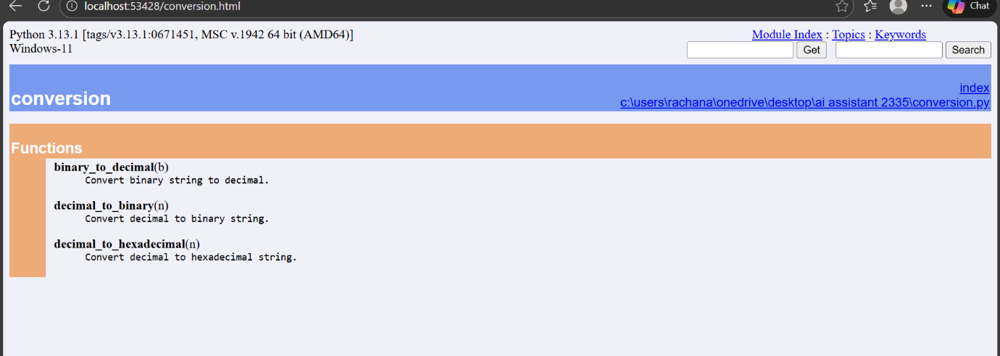 localhost:53428/conversion.html
Chat
Python 3.13.1 [tags/v3.13.1:0671451, MSC v.1942 64 bit (AMD64)]
Windows-11
Module Index : Topics : Keywords
Get Search
conversion
index
c:\users\rachana\onedrive\desktop\ai assistant 2335\conversion.py
Functions
binary_to_decimal(b)
Convert binary string to decimal.
decimal_to_binary(n)
Convert decimal to binary string.
decimal_to_hexadecimal(n)
Convert decimal to hexadecimal string.